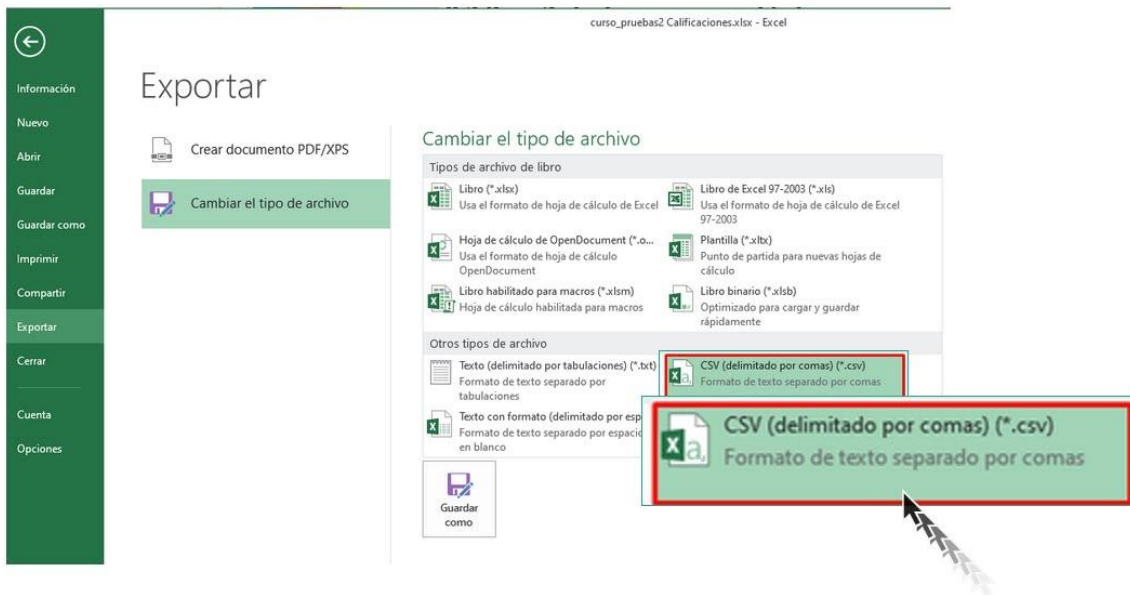 curso_pruebas2 Calificaciones.xlsx - Excel
Información
Nuevo
Abrir
Guardar
Guardar como
Imprimir
Compartir
Exportar
Cerrar
Cuenta
Opciones
Exportar
Crear documento PDF/XPS
Cambiar el tipo de archivo
Cambiar el tipo de archivo
Tipos de archivo de libro
Libro (*.xlsx)
Usa el formato de hoja de cálculo de Excel
Libro de Excel 97-2003 (*.xls)
Usa el formato de hoja de cálculo de Excel
97-2003
Hoja de cálculo de OpenDocument (*.o...
Usa el formato de hoja de cálculo
OpenDocument
Plantilla (*.xltx)
Punto de partida para nuevas hojas de
cálculo
Libro habilitado para macros (*.xlsm)
Hoja de cálculo habilitada para macros
Libro binario (*.xlsb)
Optimizado para cargar y guardar
rápidamente
Otros tipos de archivo
Texto (delimitado por tabulaciones) (*.txt)
Formato de texto separado por
tabulaciones
CSV (delimitado por comas) (*.csv)
Formato de texto separado por comas
Texto con formato (delimitado por esp
Formato de texto separado por espacio
en blanco
CSV (delimitado por comas) (*.csv)
Formato de texto separado por comas
Guardar
como